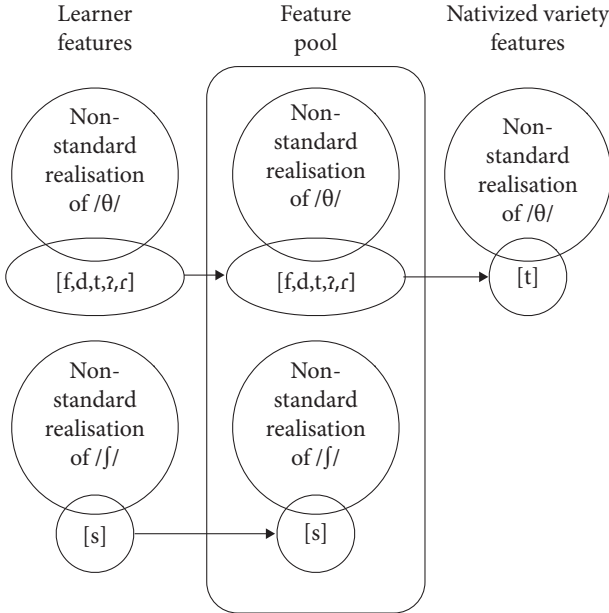 Learner
features
Feature
pool
Nativized variety
features
Non-
standard
realisation
of /θ/
[f,d,t,ʔ,ɾ]
Non-
standard
realisation
of /θ/
[f,d,t,ʔ,ɾ]
Non-
standard
realisation
of /θ/
[t]
Non-
standard
realisation
of /ʃ/
[s]
Non-
standard
realisation
of /ʃ/
[s]